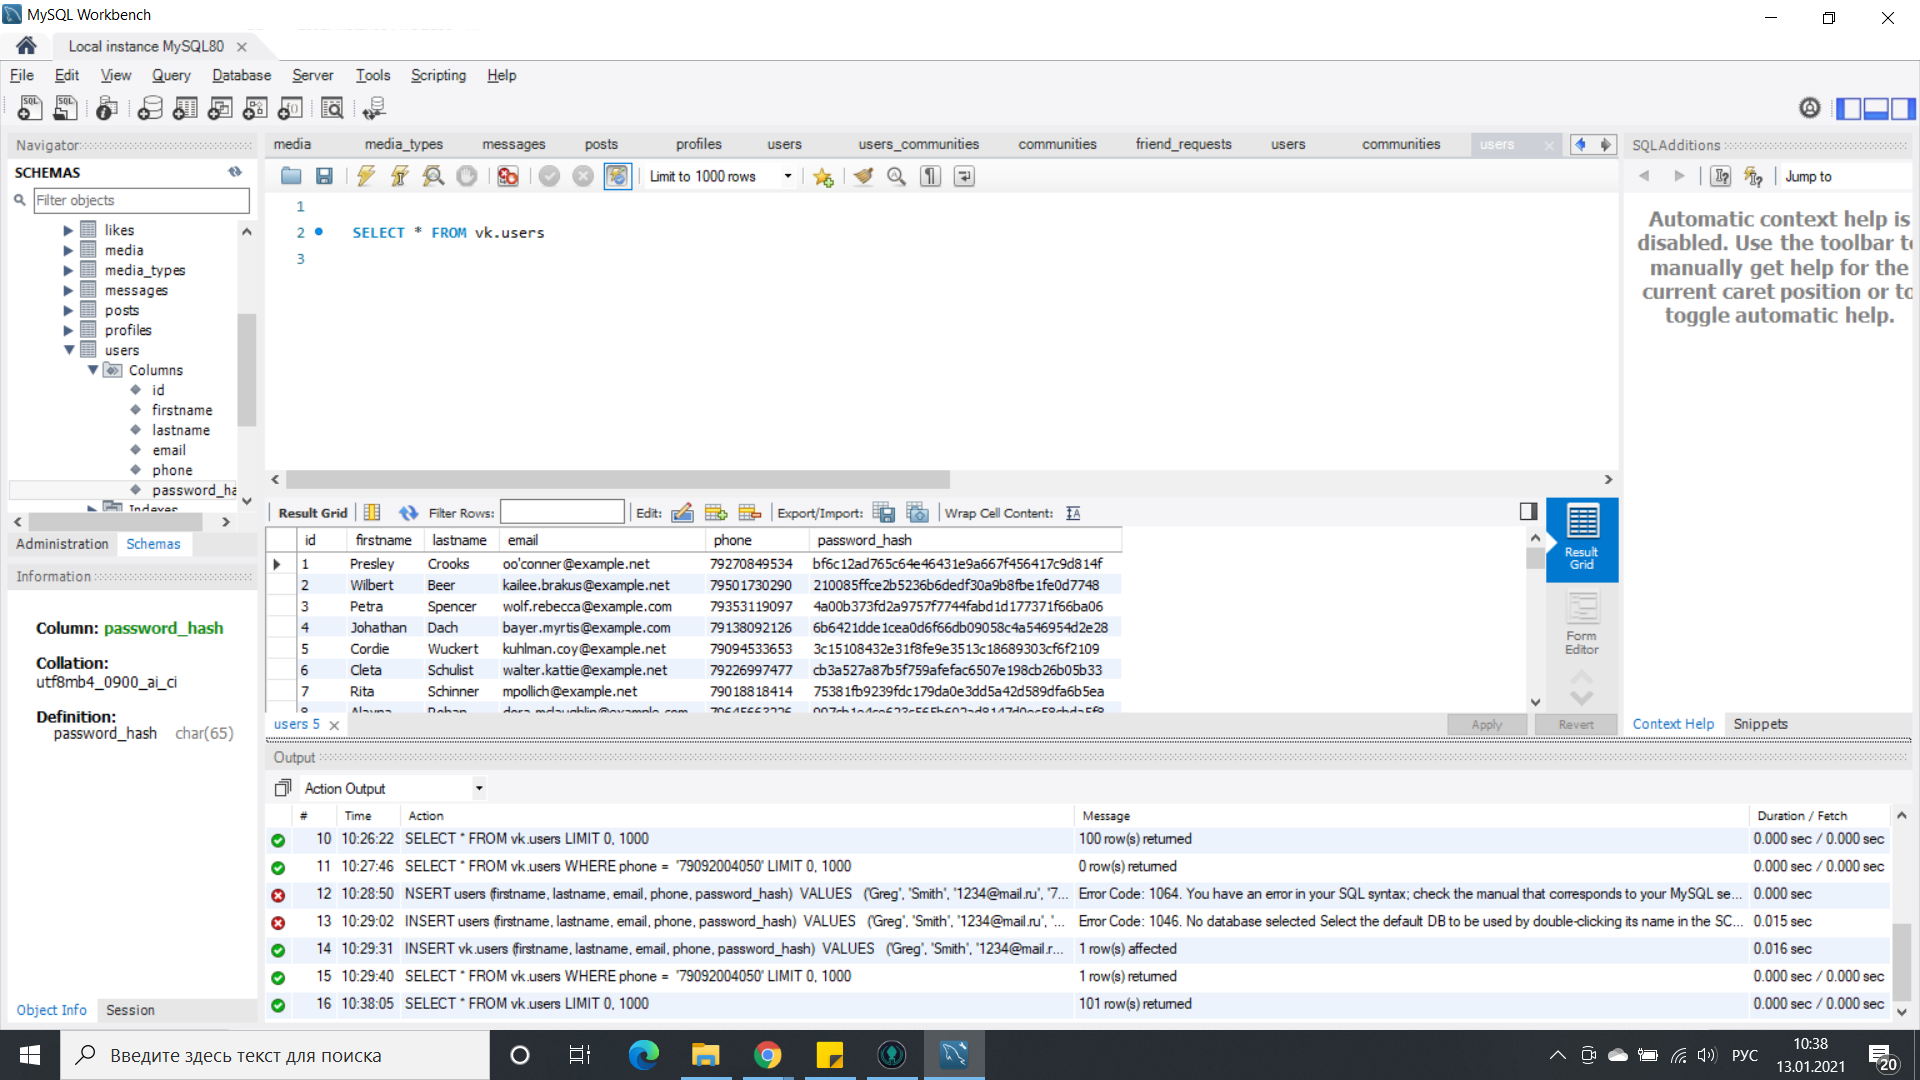 MySQL Workbench
Local instance MySQL80
File Edit View Query Database Server Tools Scripting Help
Navigator
SCHEMAS
Filter objects
likes
media
media_types
messages
posts
profiles
users
Columns
id
firstname
lastname
email
phone
password_ha
Indexes
Administration Schemas
Information
Column: password_hash
Collation:
utf8mb4_0900_ai_ci
Definition:
password_hash char(65)
Object Info Session
media media_types messages posts profiles users users_communities communities friend_requests users communities users
Limit to 1000 rows
1
2 SELECT * FROM vk.users
3
SQLAdditions
Jump to
Automatic context help is
disabled. Use the toolbar to
manually get help for the
current caret position or to
toggle automatic help.
Result Grid Filter Rows: Edit: Export/Import: Wrap Cell Content:
id firstname lastname email phone password_hash
1 Presley Crooks oo'conner@example.net 79270849534 bf6c12ad765c64e46431e9a667f456417c9d814f
2 Wilbert Beer kailee.brakus@example.net 79501730290 210085ffce2b5236b6dedf30a9b8fbe1fe0d7748
3 Petra Spencer wolf.rebecca@example.com 79353119097 4a00b373fd2a9757f7744fabd1d177371f66ba06
4 Johathan Dach bayer.myrtis@example.com 79138092126 6b6421dde1cea0d6f66db09058c4a546954d2e28
5 Cordie Wuckert kuhlman.coy@example.net 79094533653 3c15108432e31f8fe9e3513c18689303cf6f2109
6 Cleta Schulist walter.kattie@example.net 79226997477 cb3a527a87b5f759afefac6507e198cb26b05b33
7 Rita Schinner mpollich@example.net 79018818414 75381fb9239fdc179da0e3dd5a42d589dfa6b5ea
Result
Grid
Form
Editor
users 5
Apply Revert
Context Help Snippets
Output
Action Output
# Time Action Message Duration / Fetch
10 10:26:22 SELECT * FROM vk.users LIMIT 0, 1000 100 row(s) returned 0.000 sec / 0.000 sec
11 10:27:46 SELECT * FROM vk.users WHERE phone = '79092004050' LIMIT 0, 1000 0 row(s) returned 0.000 sec / 0.000 sec
12 10:28:50 NSERT users (firstname, lastname, email, phone, password_hash) VALUES ('Greg', 'Smith', '1234@mail.ru', '7... Error Code: 1064. You have an error in your SQL syntax; check the manual that corresponds to your MySQL se... 0.000 sec
13 10:29:02 INSERT users (firstname, lastname, email, phone, password_hash) VALUES ('Greg', 'Smith', '1234@mail.ru', '... Error Code: 1046. No database selected Select the default DB to be used by double-clicking its name in the SC... 0.015 sec
14 10:29:31 INSERT vk.users (firstname, lastname, email, phone, password_hash) VALUES ('Greg', 'Smith', '1234@mail.r... 1 row(s) affected 0.016 sec
15 10:29:40 SELECT * FROM vk.users WHERE phone = '79092004050' LIMIT 0, 1000 1 row(s) returned 0.000 sec / 0.000 sec
16 10:38:05 SELECT * FROM vk.users LIMIT 0, 1000 101 row(s) returned 0.000 sec / 0.000 sec
Введите здесь текст для поиска
РУС
10:38
13.01.2021
20